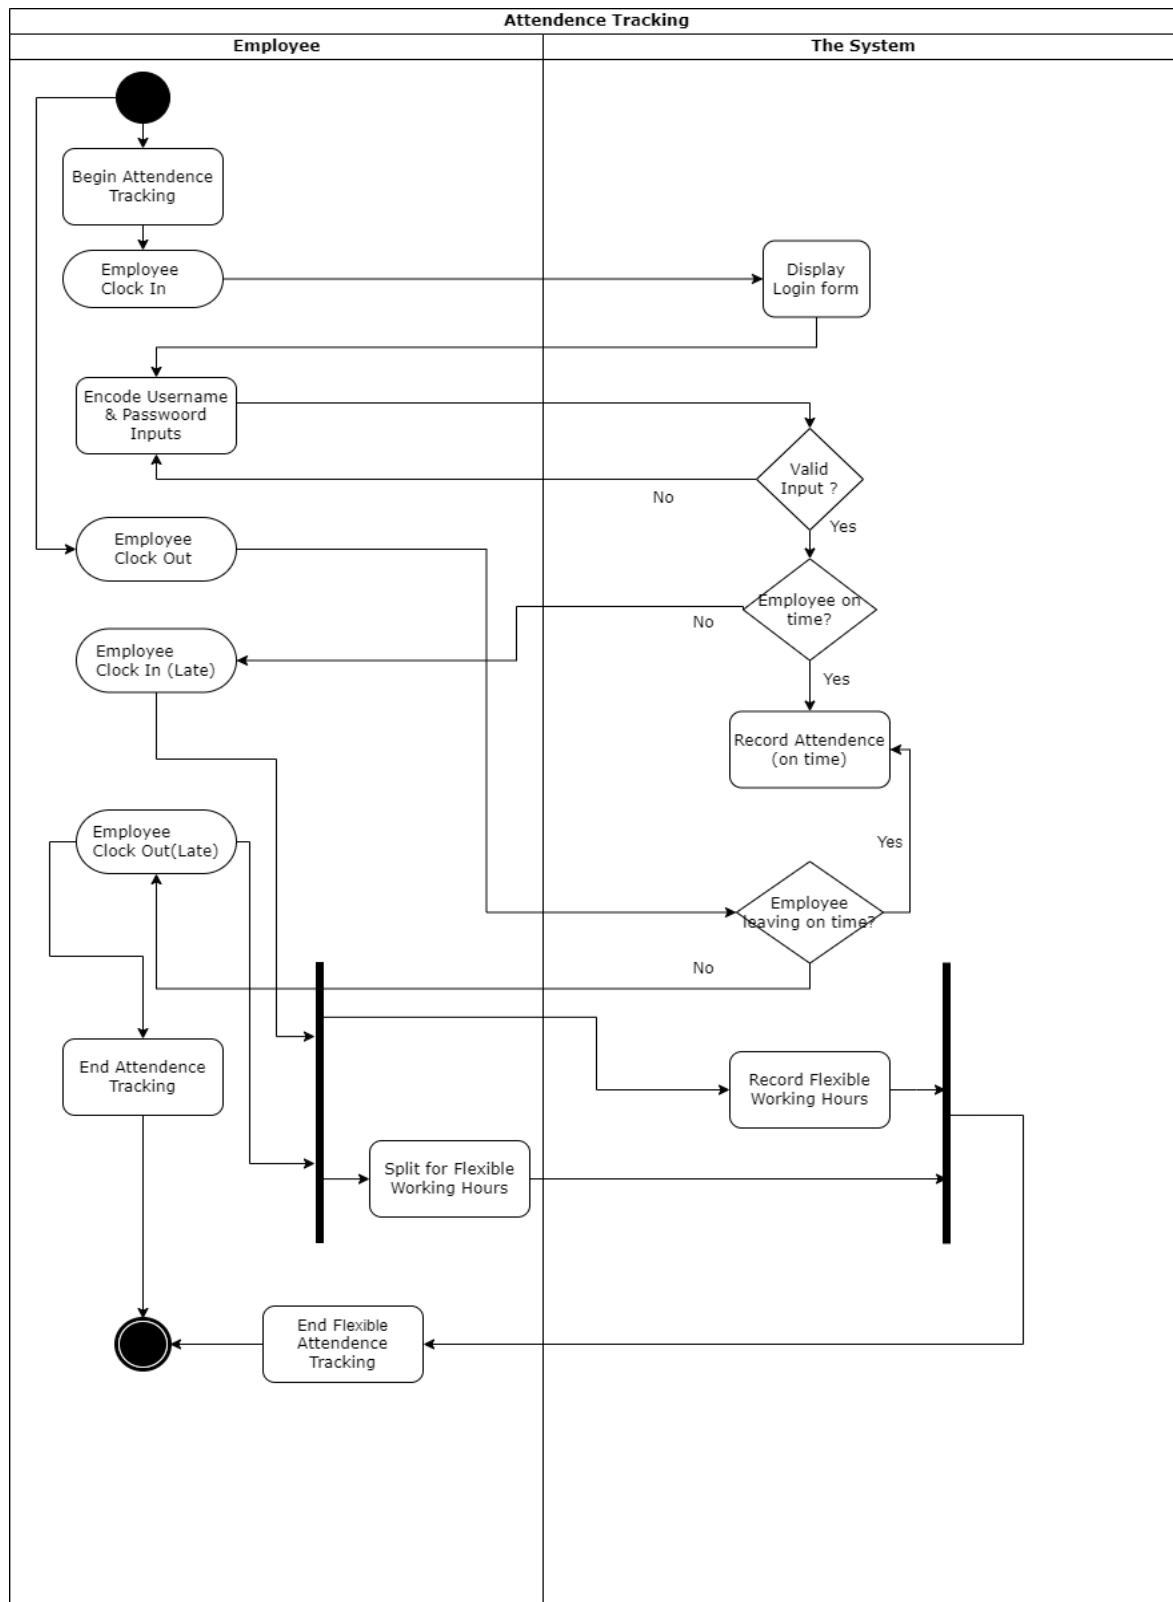 Attendence Tracking
Employee
The System
Begin Attendence
Tracking
Employee
Clock In
Display
Login form
Encode Username
& Passwoord
Inputs
Valid
Input ?
No
Yes
Employee
Clock Out
Employee on
time?
No
Employee
Clock In (Late)
Yes
Record Attendence
(on time)
Employee
Clock Out(Late)
Yes
Employee
leaving on time?
No
End Attendence
Tracking
Record Flexible
Working Hours
Split for Flexible
Working Hours
End Flexible
Attendence
Tracking